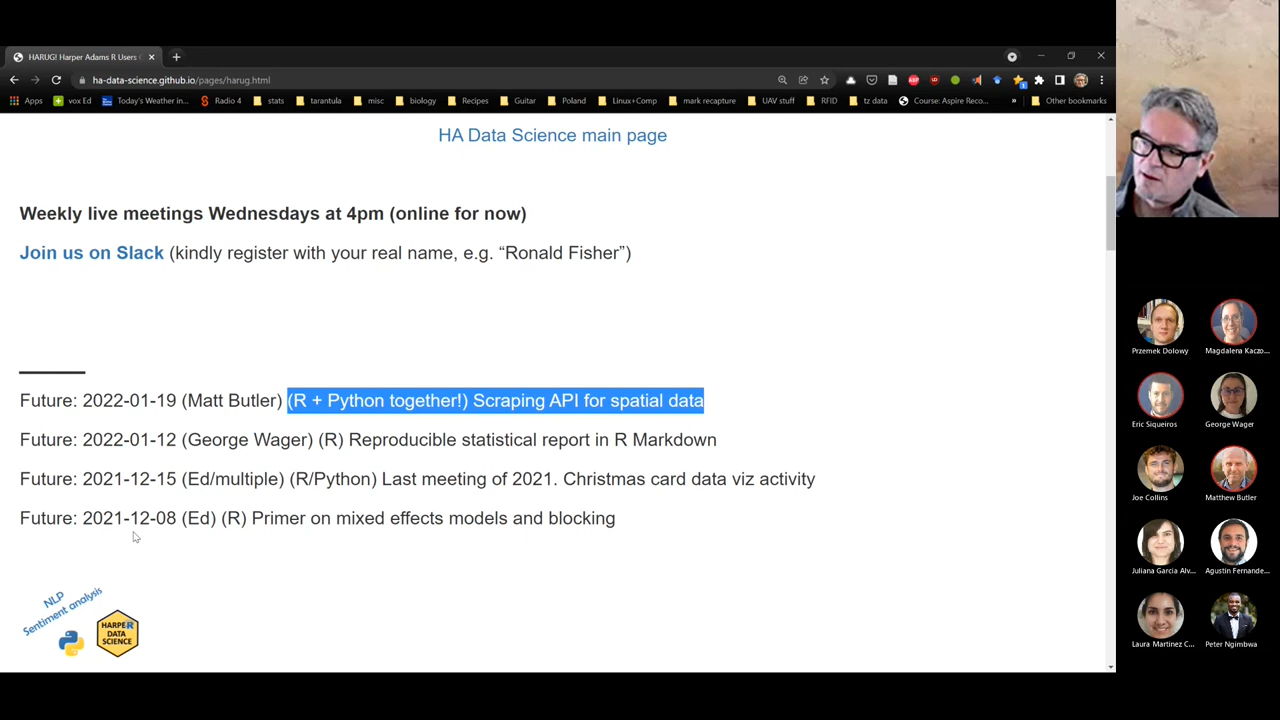 HARUG! Harper Adams R Users
ha-data-science.github.io/pages/harug.html
Apps vox Ed Today's Weather in... Radio 4 stats tarantula misc biology Recipes Guitar Poland Linux+Comp mark recapture UAV stuff RFID tz data Course: Aspire Reco... » Other bookmarks
HA Data Science main page
Weekly live meetings Wednesdays at 4pm (online for now)
Join us on Slack (kindly register with your real name, e.g. “Ronald Fisher”)
Future: 2022-01-19 (Matt Butler) (R + Python together!) Scraping API for spatial data
Future: 2022-01-12 (George Wager) (R) Reproducible statistical report in R Markdown
Future: 2021-12-15 (Ed/multiple) (R/Python) Last meeting of 2021. Christmas card data viz activity
Future: 2021-12-08 (Ed) (R) Primer on mixed effects models and blocking
NLP
Sentiment analysis
HARPER
DATA
SCIENCE
Przemek Dolowy
Magdalena Kaczo...
Eric Siqueiros
George Wager
Joe Collins
Matthew Butler
Juliana Garcia Alv...
Agustin Fernande...
Laura Martinez C...
Peter Ngimbwa